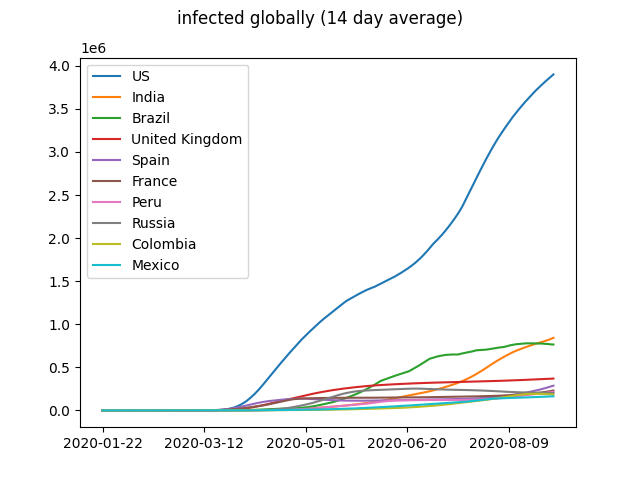 infected globally (14 day average)
1e6
4.0
3.5
3.0
2.5
2.0
1.5
1.0
0.5
0.0
US
India
Brazil
United Kingdom
Spain
France
Peru
Russia
Colombia
Mexico
2020-01-22 2020-03-12 2020-05-01 2020-06-20 2020-08-09